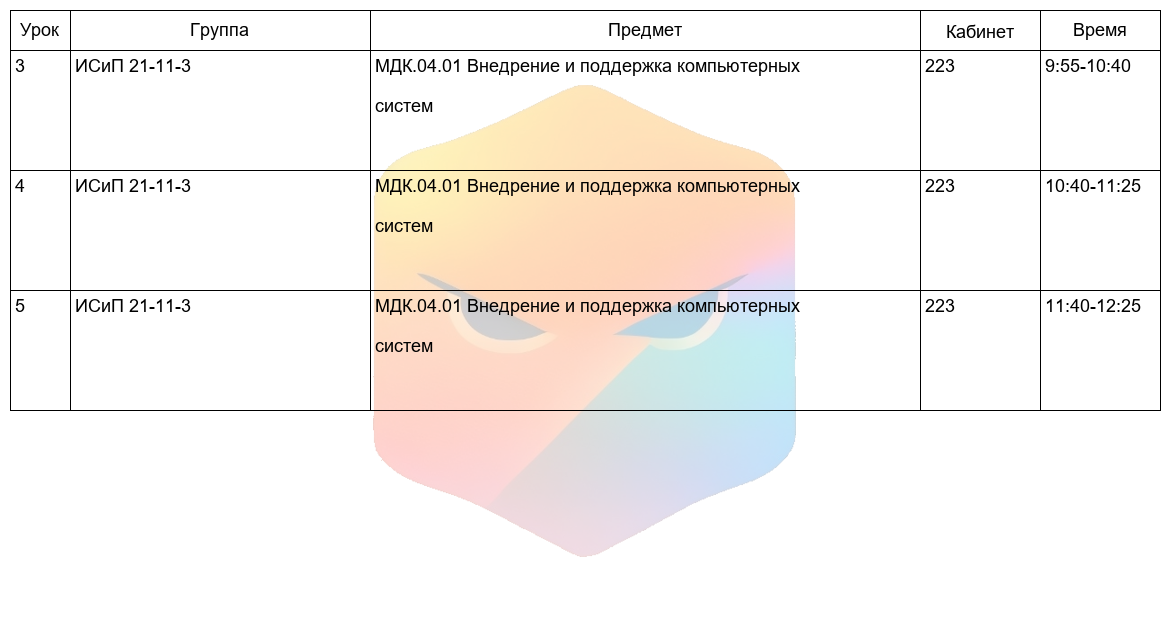 Урок Группа Предмет Кабинет Время
3 ИСиП 21-11-3 МДК.04.01 Внедрение и поддержка компьютерных 223 9:55-10:40
систем
4 ИСиП 21-11-3 МДК.04.01 Внедрение и поддержка компьютерных 223 10:40-11:25
систем
5 ИСиП 21-11-3 МДК.04.01 Внедрение и поддержка компьютерных 223 11:40-12:25
систем